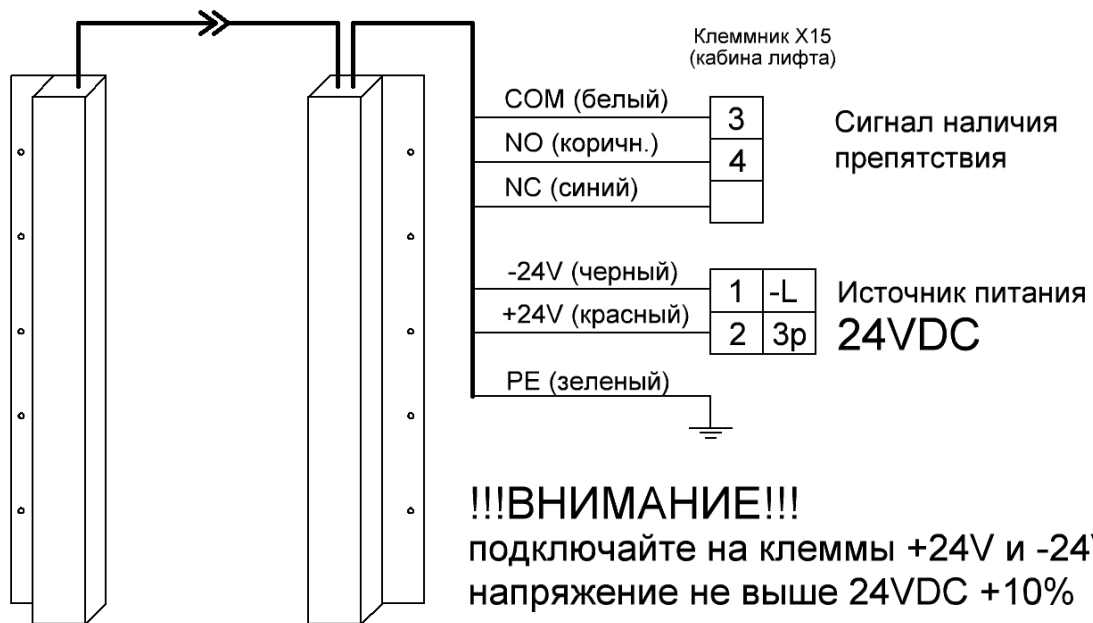 Клеммник X15
(кабина лифта)
COM (белый)
3
Сигнал наличия
NO (коричн.)
4
препятствия
NC (синий)
-24V (черный)
1 -L
Источник питания
+24V (красный)
2 3р
24VDC
PE (зеленый)
!!!ВНИМАНИЕ!!!
подключайте на клеммы +24V и -24V
напряжение не выше 24VDC +10%